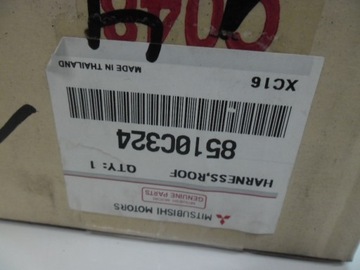 MITSUBISHI MOTORS
GENUINE PARTS
HARNESS,ROOF
QTY: 1
8510C324
MADE IN THAILAND
XC16